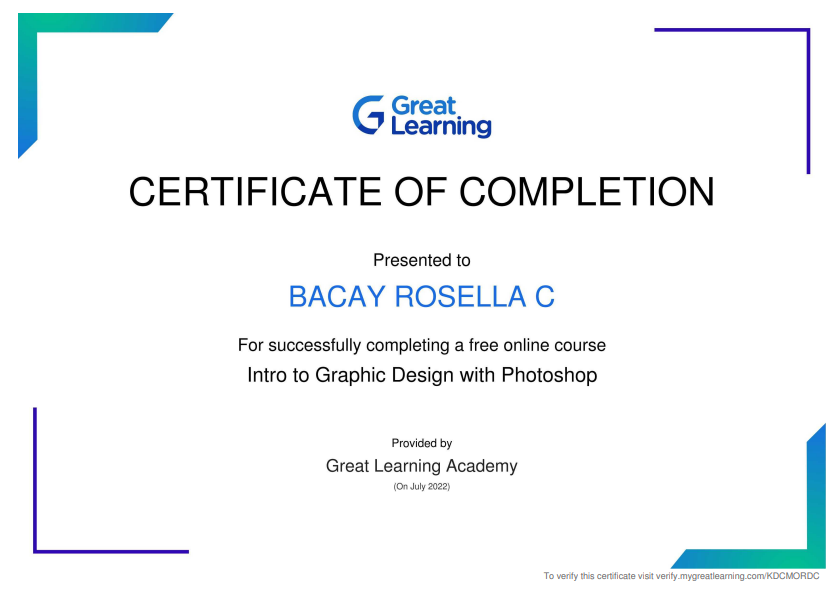 Great
Learning
CERTIFICATE OF COMPLETION
Presented to
BACAY ROSELLA C
For successfully completing a free online course
Intro to Graphic Design with Photoshop
Provided by
Great Learning Academy
(On July 2022)
To verify this certificate visit verify.mygreatlearning.com/KDCMORDC